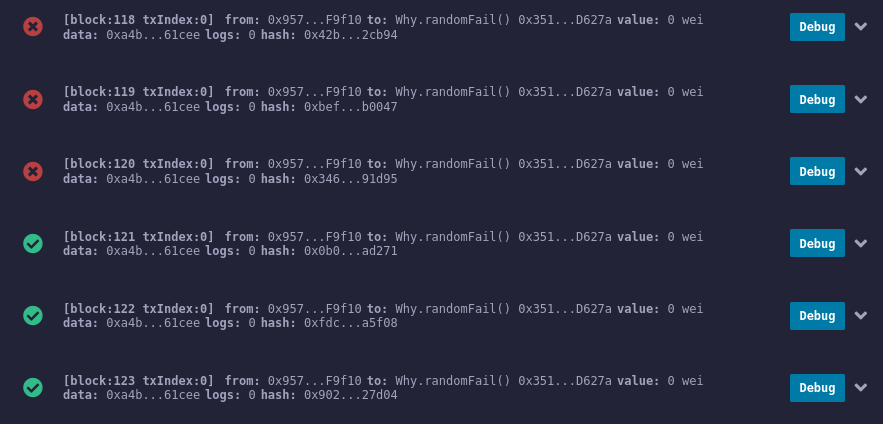 [block:118 txIndex:0] from: 0x957...F9f10 to: Why.randomFail() 0x351...D627a value: 0 wei
data: 0xa4b...61cee logs: 0 hash: 0x42b...2cb94
Debug
[block:119 txIndex:0] from: 0x957...F9f10 to: Why.randomFail() 0x351...D627a value: 0 wei
data: 0xa4b...61cee logs: 0 hash: 0xbef...b0047
Debug
[block:120 txIndex:0] from: 0x957...F9f10 to: Why.randomFail() 0x351...D627a value: 0 wei
data: 0xa4b...61cee logs: 0 hash: 0x346...91d95
Debug
[block:121 txIndex:0] from: 0x957...F9f10 to: Why.randomFail() 0x351...D627a value: 0 wei
data: 0xa4b...61cee logs: 0 hash: 0x0b0...ad271
Debug
[block:122 txIndex:0] from: 0x957...F9f10 to: Why.randomFail() 0x351...D627a value: 0 wei
data: 0xa4b...61cee logs: 0 hash: 0xfdc...a5f08
Debug
[block:123 txIndex:0] from: 0x957...F9f10 to: Why.randomFail() 0x351...D627a value: 0 wei
data: 0xa4b...61cee logs: 0 hash: 0x902...27d04
Debug